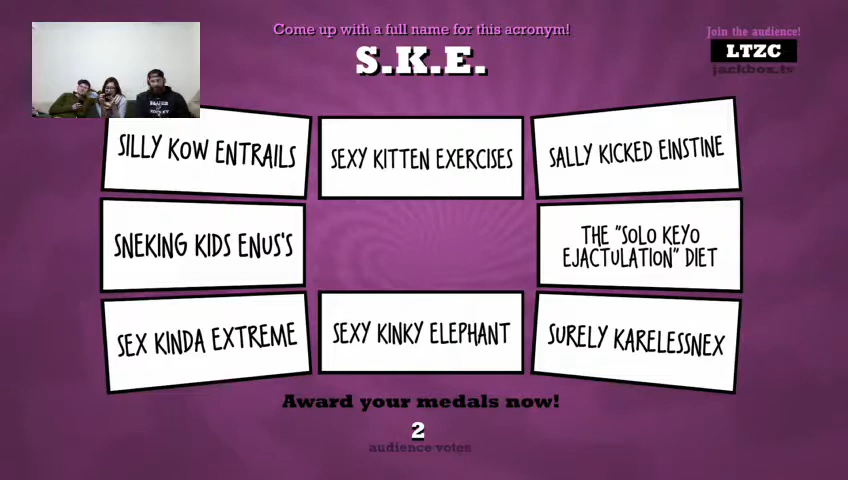 Come up with a full name for this acronym!
S.K.E.
Join the audience!
LTZC
jackbox.tv
SILLY KOW ENTRAILS
SEXY KITTEN EXERCISES
SALLY KICKED EINSTINE
SNEKING KIDS ENUS'S
THE "SOLO KEYO
EJACTULATION" DIET
SEX KINDA EXTREME
SEXY KINKY ELEPHANT
SURELY KARELESSNEX
Award your medals now!
2
audience votes